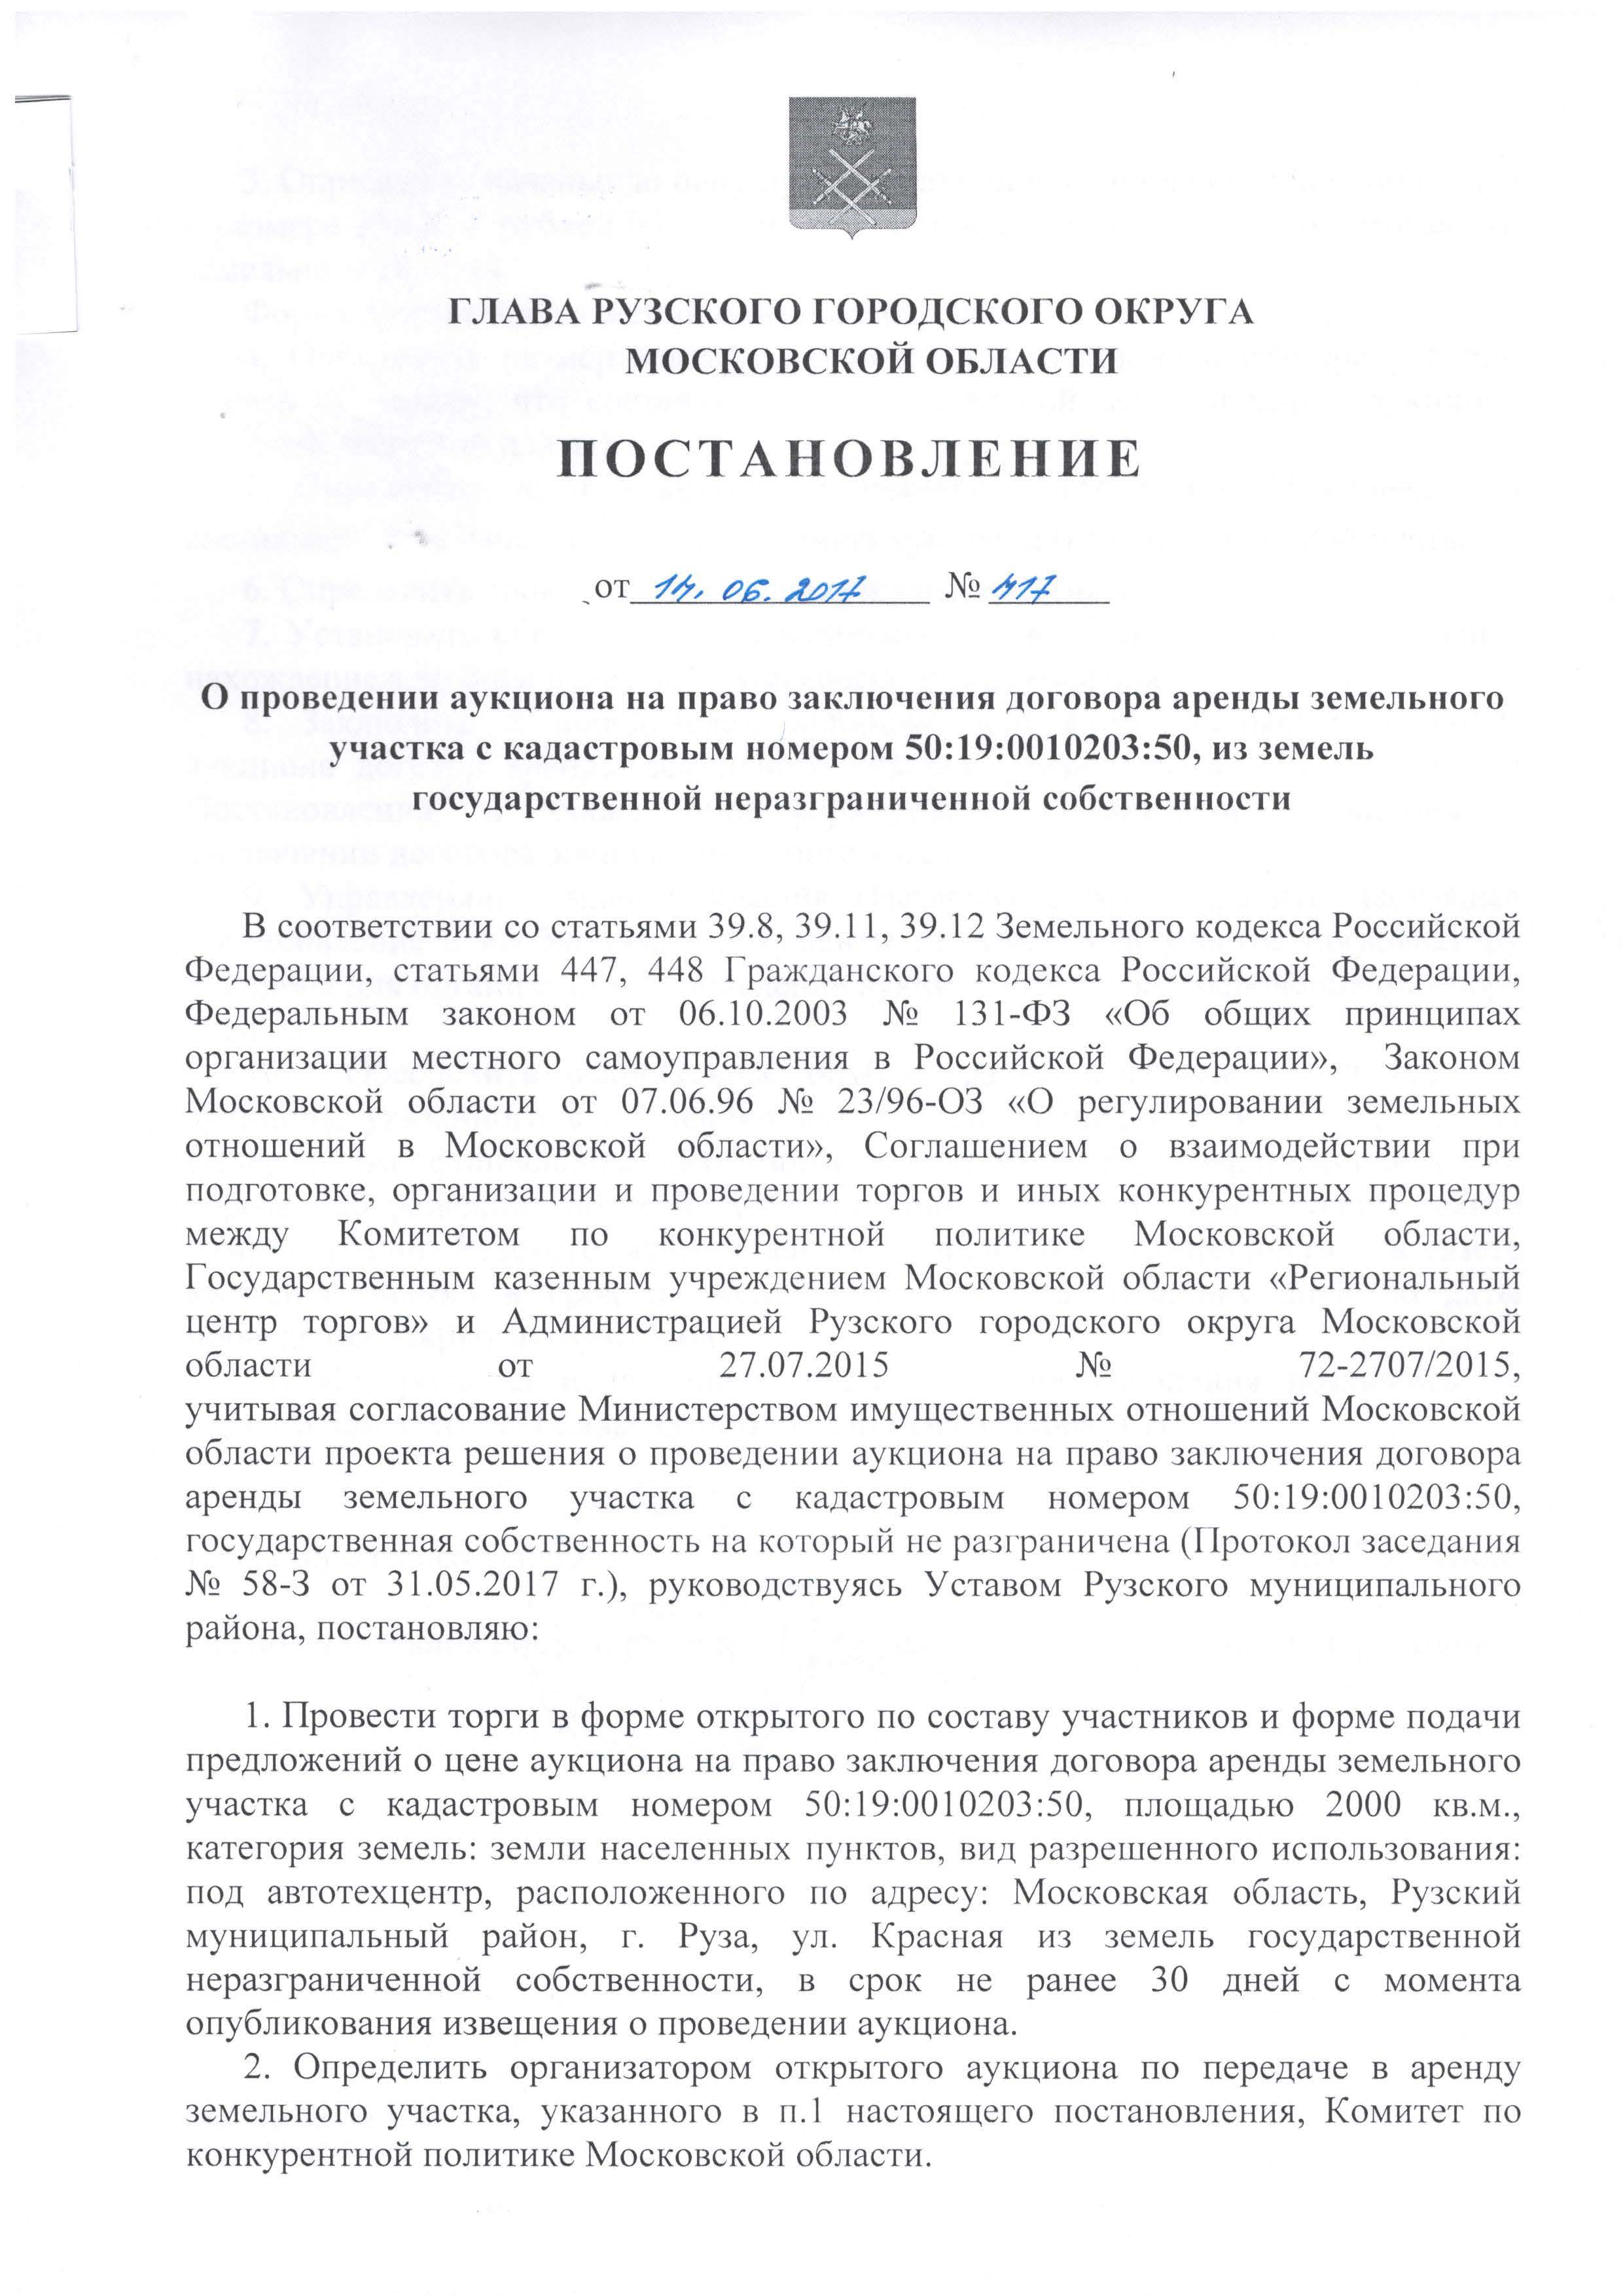 ГЛАВА РУЗСКОГО ГОРОДСКОГО ОКРУГА
МОСКОВСКОЙ ОБЛАСТИ
ПОСТАНОВЛЕНИЕ
от 14. 06. 2017 № 417
О проведении аукциона на право заключения договора аренды земельного
участка с кадастровым номером 50:19:0010203:50, из земель
государственной неразграниченной собственности
В соответствии со статьями 39.8, 39.11, 39.12 Земельного кодекса Российской
Федерации, статьями 447, 448 Гражданского кодекса Российской Федерации,
Федеральным законом от 06.10.2003 № 131-ФЗ «Об общих принципах
организации местного самоуправления в Российской Федерации», Законом
Московской области от 07.06.96 № 23/96-ОЗ «О регулировании земельных
отношений в Московской области», Соглашением о взаимодействии при
подготовке, организации и проведении торгов и иных конкурентных процедур
между Комитетом по конкурентной политике Московской области,
Государственным казенным учреждением Московской области «Региональный
центр торгов» и Администрацией Рузского городского округа Московской
области от 27.07.2015 № 72-2707/2015,
учитывая согласование Министерством имущественных отношений Московской
области проекта решения о проведении аукциона на право заключения договора
аренды земельного участка с кадастровым номером 50:19:0010203:50,
государственная собственность на который не разграничена (Протокол заседания
№ 58-З от 31.05.2017 г.), руководствуясь Уставом Рузского муниципального
района, постановляю:
1. Провести торги в форме открытого по составу участников и форме подачи
предложений о цене аукциона на право заключения договора аренды земельного
участка с кадастровым номером 50:19:0010203:50, площадью 2000 кв.м.,
категория земель: земли населенных пунктов, вид разрешенного использования:
под автотехцентр, расположенного по адресу: Московская область, Рузский
муниципальный район, г. Руза, ул. Красная из земель государственной
неразграниченной собственности, в срок не ранее 30 дней с момента
опубликования извещения о проведении аукциона.
2. Определить организатором открытого аукциона по передаче в аренду
земельного участка, указанного в п.1 настоящего постановления, Комитет по
конкурентной политике Московской области.